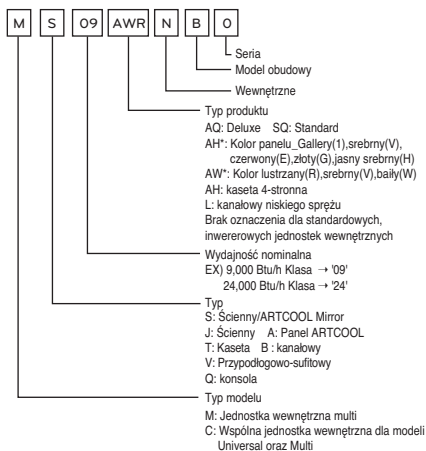 M S 09 AWR N B 0
Seria
Model obudowy
Wewnętrzne
Typ produktu
AQ: Deluxe SQ: Standard
AH*: Kolor panelu_Gallery(1),srebrny(V),
czerwony(E),złoty(G),jasny srebrny(H)
AW*: Kolor lustrzany(R),srebrny(V),baiły(W)
AH: kaseta 4-stronna
L: kanałowy niskiego sprężu
Brak oznaczenia dla standardowych,
inwererowych jednostek wewnętrznych
Wydajność nominalna
EX) 9,000 Btu/h Klasa → '09'
24,000 Btu/h Klasa → '24'
Typ
S: Ścienny/ARTCOOL Mirror
J: Ścienny A: Panel ARTCOOL
T: Kaseta B : kanałowy
V: Przypodłogowo-sufitowy
Q: konsola
Typ modelu
M: Jednostka wewnętrzna multi
C: Wspólna jednostka wewnętrzna dla modeli
Universal oraz Multi